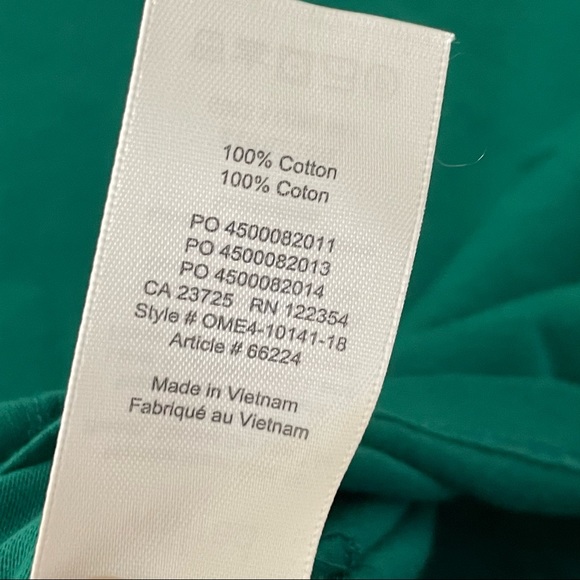 100% Cotton
100% Coton
PO 4500082011
PO 4500082013
PO 4500082014
CA 23725 RN 122354
Style # OME4-10141-18
Article # 66224
Made in Vietnam
Fabriqué au Vietnam